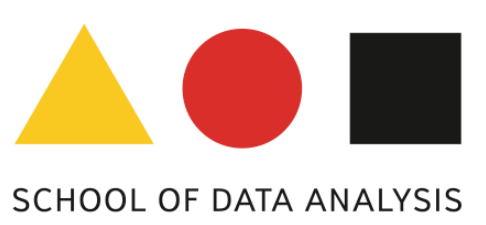 SCHOOL OF DATA ANALYSIS